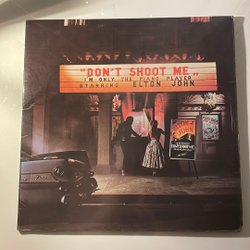 "DON'T SHOOT ME"
I'M ONLY THE PIANO PLAYER
STARRING ELTON JOHN